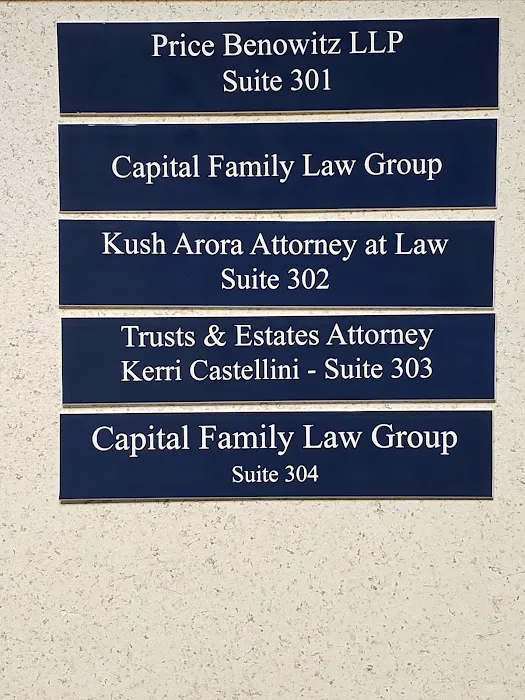 Price Benowitz LLP
Suite 301
Capital Family Law Group
Kush Arora Attorney at Law
Suite 302
Trusts & Estates Attorney
Kerri Castellini - Suite 303
Capital Family Law Group
Suite 304